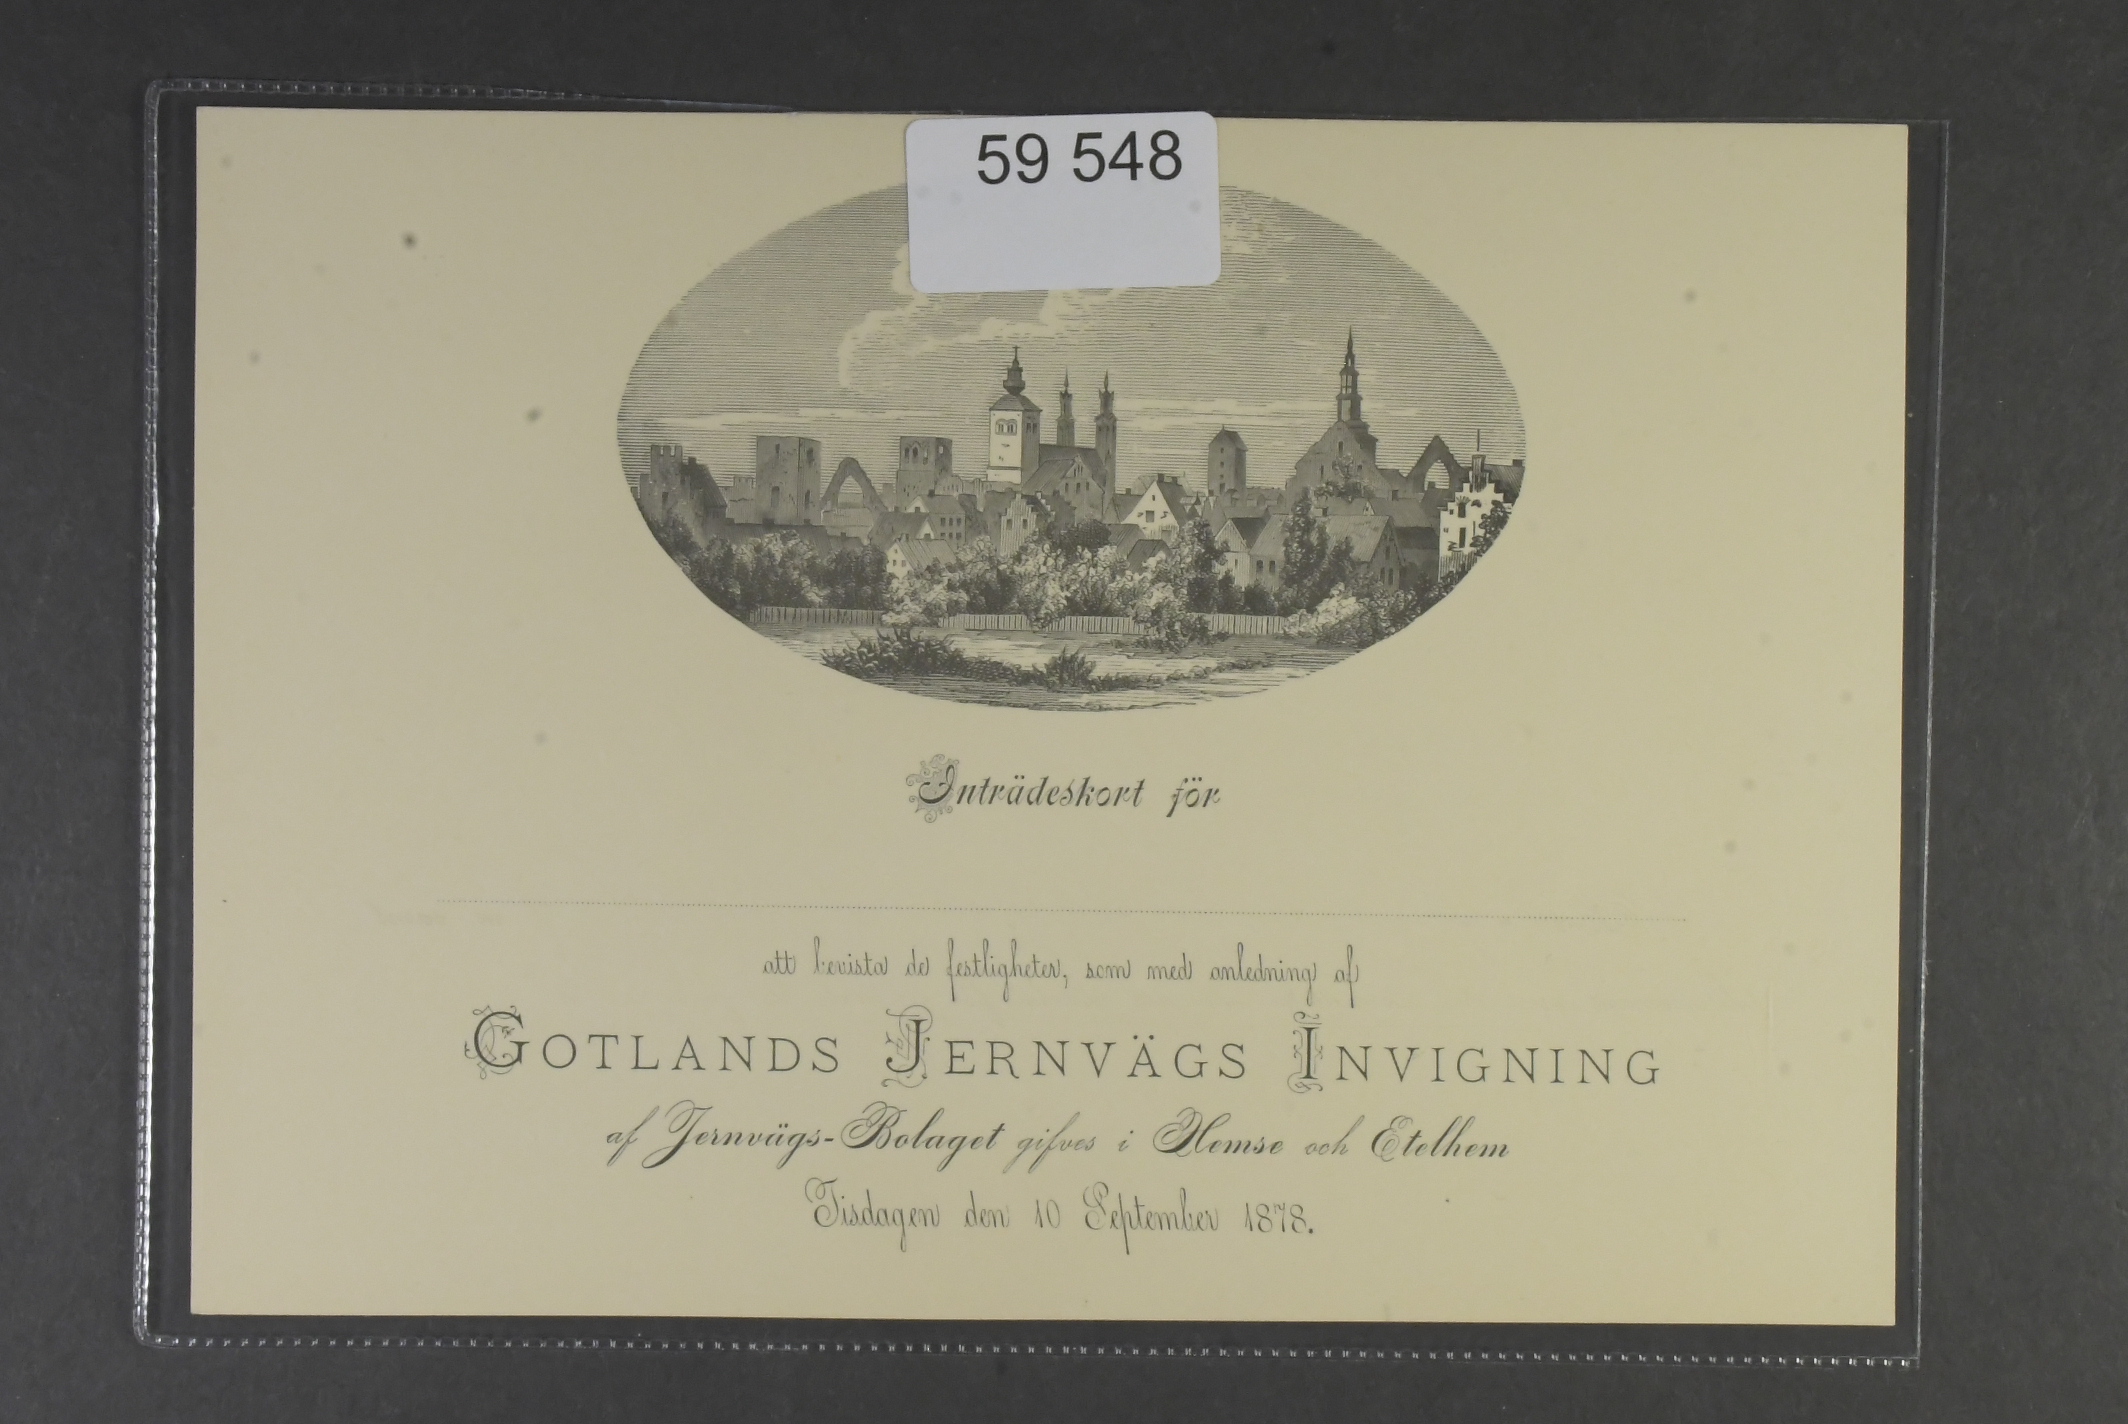 59 548
Inträdeskort för
att bevista de festligheter, som med anledning af
GOTLANDS JERNVÄGS INVIGNING
af Jernvägs-Bolaget gifves i Hemse och Etelhem
Tisdagen den 10 September 1878.